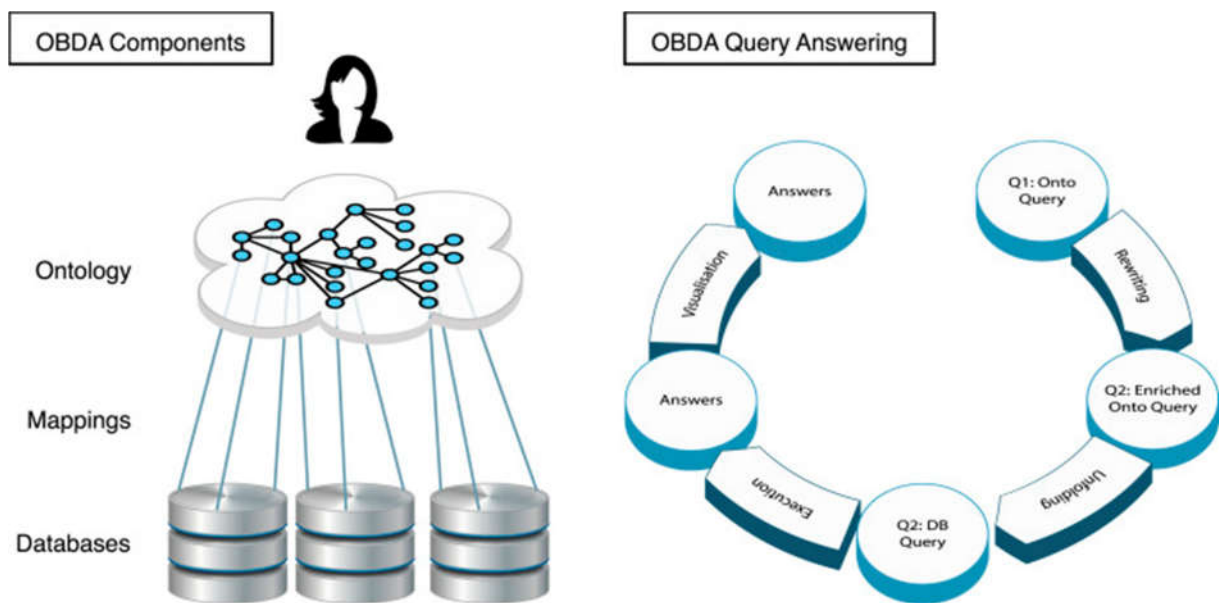 OBDA Components
OBDA Query Answering
Ontology
Mappings
Databases
Answers
Q1: Onto
Query
Visualisation
Rewriting
Answers
Q2: Enriched
Onto Query
Execution
Unfolding
Q2: DB
Query